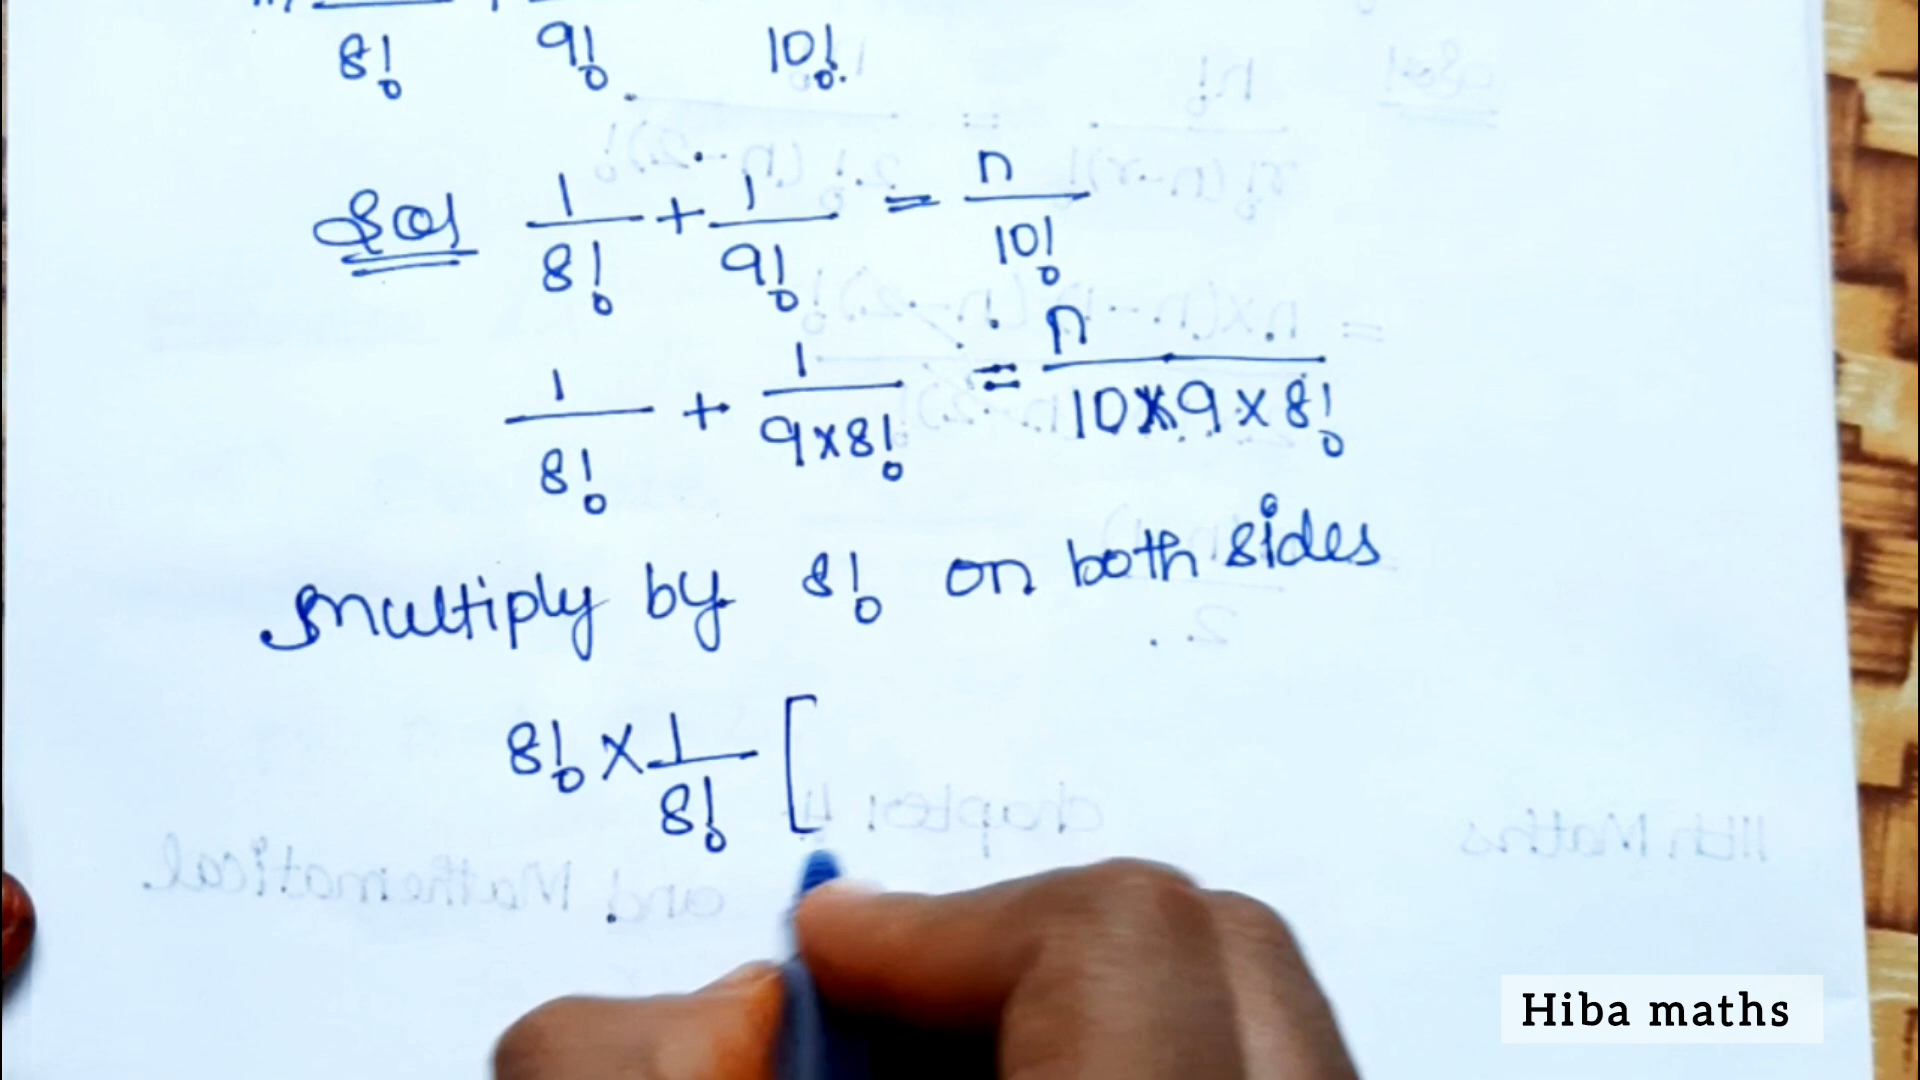 8! 9! 10!
Sol 1/8! + 1/9! = n/10!
1/8! + 1/9×8! = n/10×9×8!
Multiply by 8! on both sides
8! × 1/8! [
Hiba maths